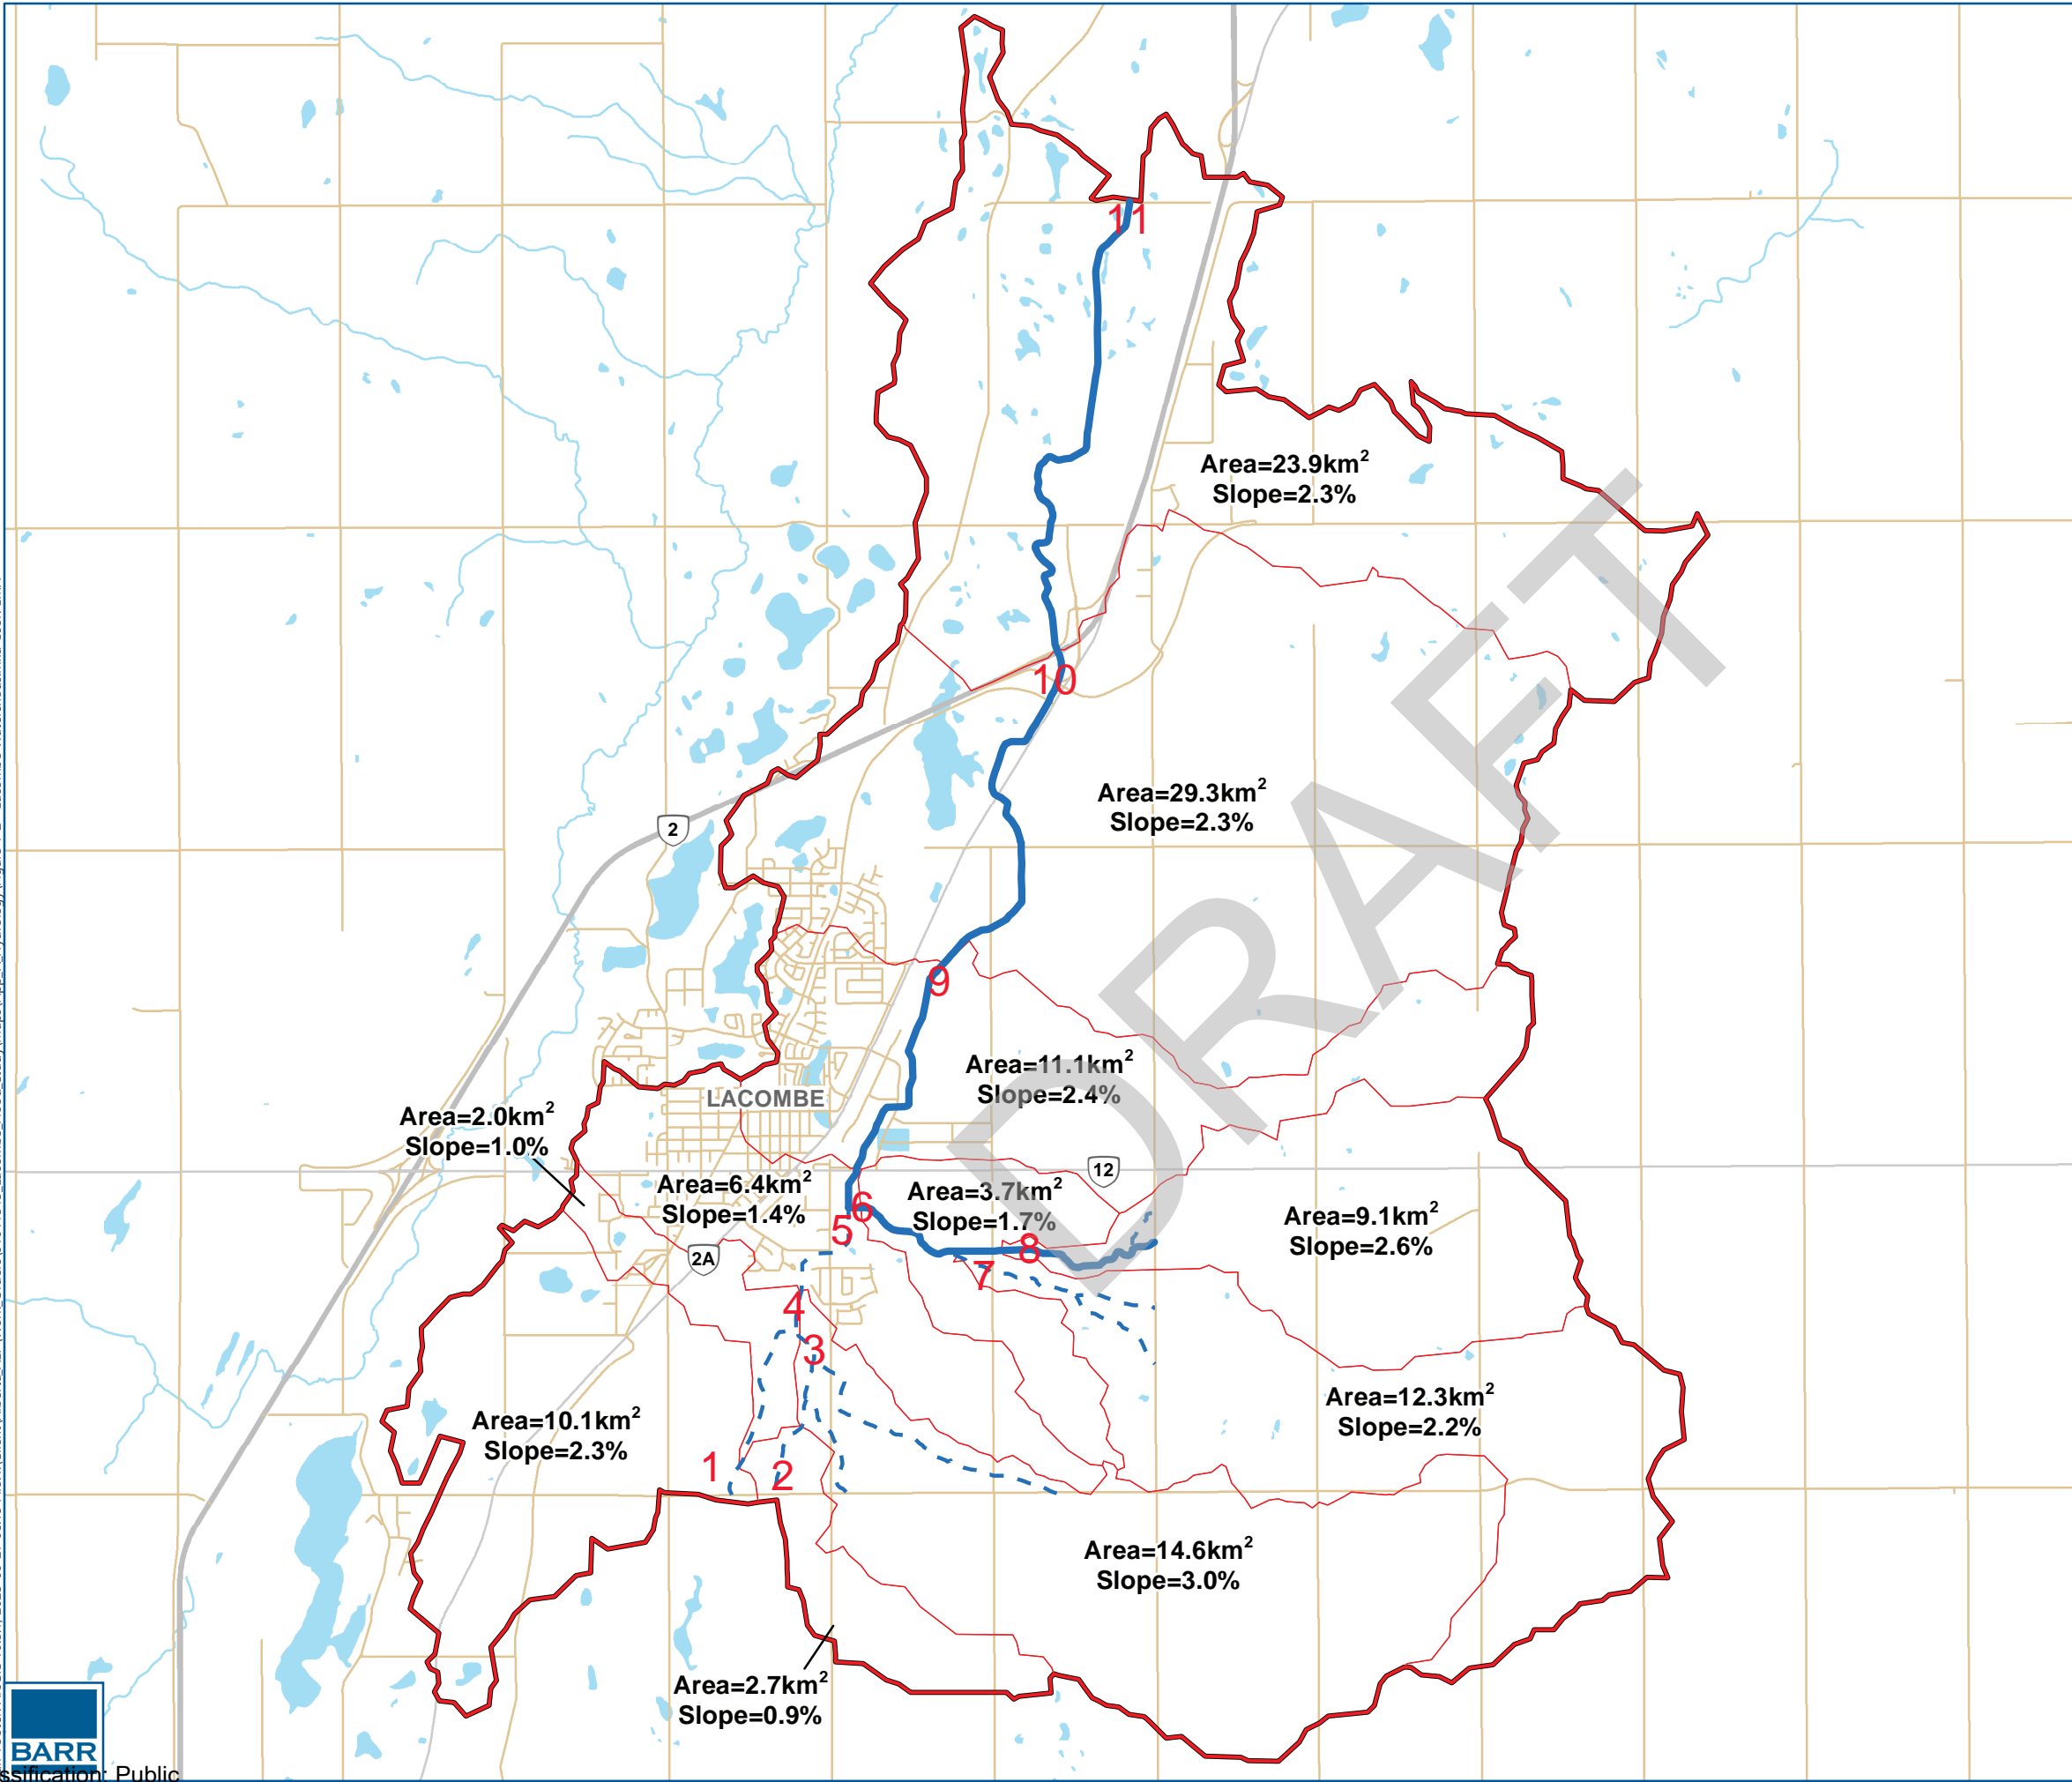 11
Area=23.9km²
Slope=2.3%
10
Area=29.3km²
Slope=2.3%
2
9
Area=11.1km²
Slope=2.4%
LACOMBE
Area=2.0km²
Slope=1.0%
12
Area=6.4km²
Slope=1.4%
Area=3.7km²
Slope=1.7%
6
5
Area=9.1km²
Slope=2.6%
2A
8
7
4
3
Area=12.3km²
Slope=2.2%
Area=10.1km²
Slope=2.3%
1
2
Area=14.6km²
Slope=3.0%
Area=2.7km²
Slope=0.9%
DRAFT
BARR
ssification: Public